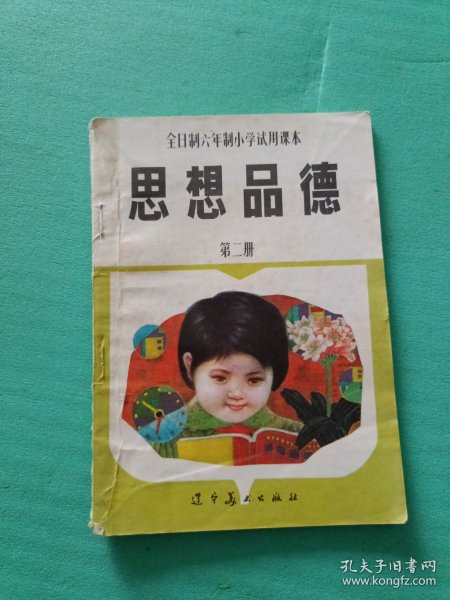 全日制六年制小学试用课本
思想品德
第二册
辽宁美术出版社
孔夫子旧书网
www.kongfz.com